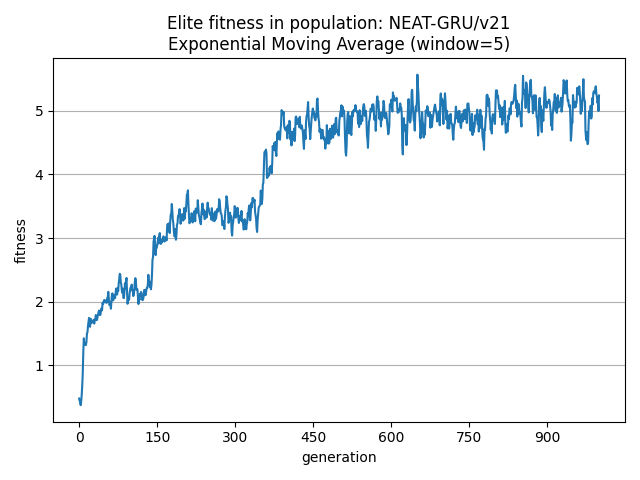 Elite fitness in population: NEAT-GRU/v21
Exponential Moving Average (window=5)
fitness
5
4
3
2
1
0 150 300 450 600 750 900
generation